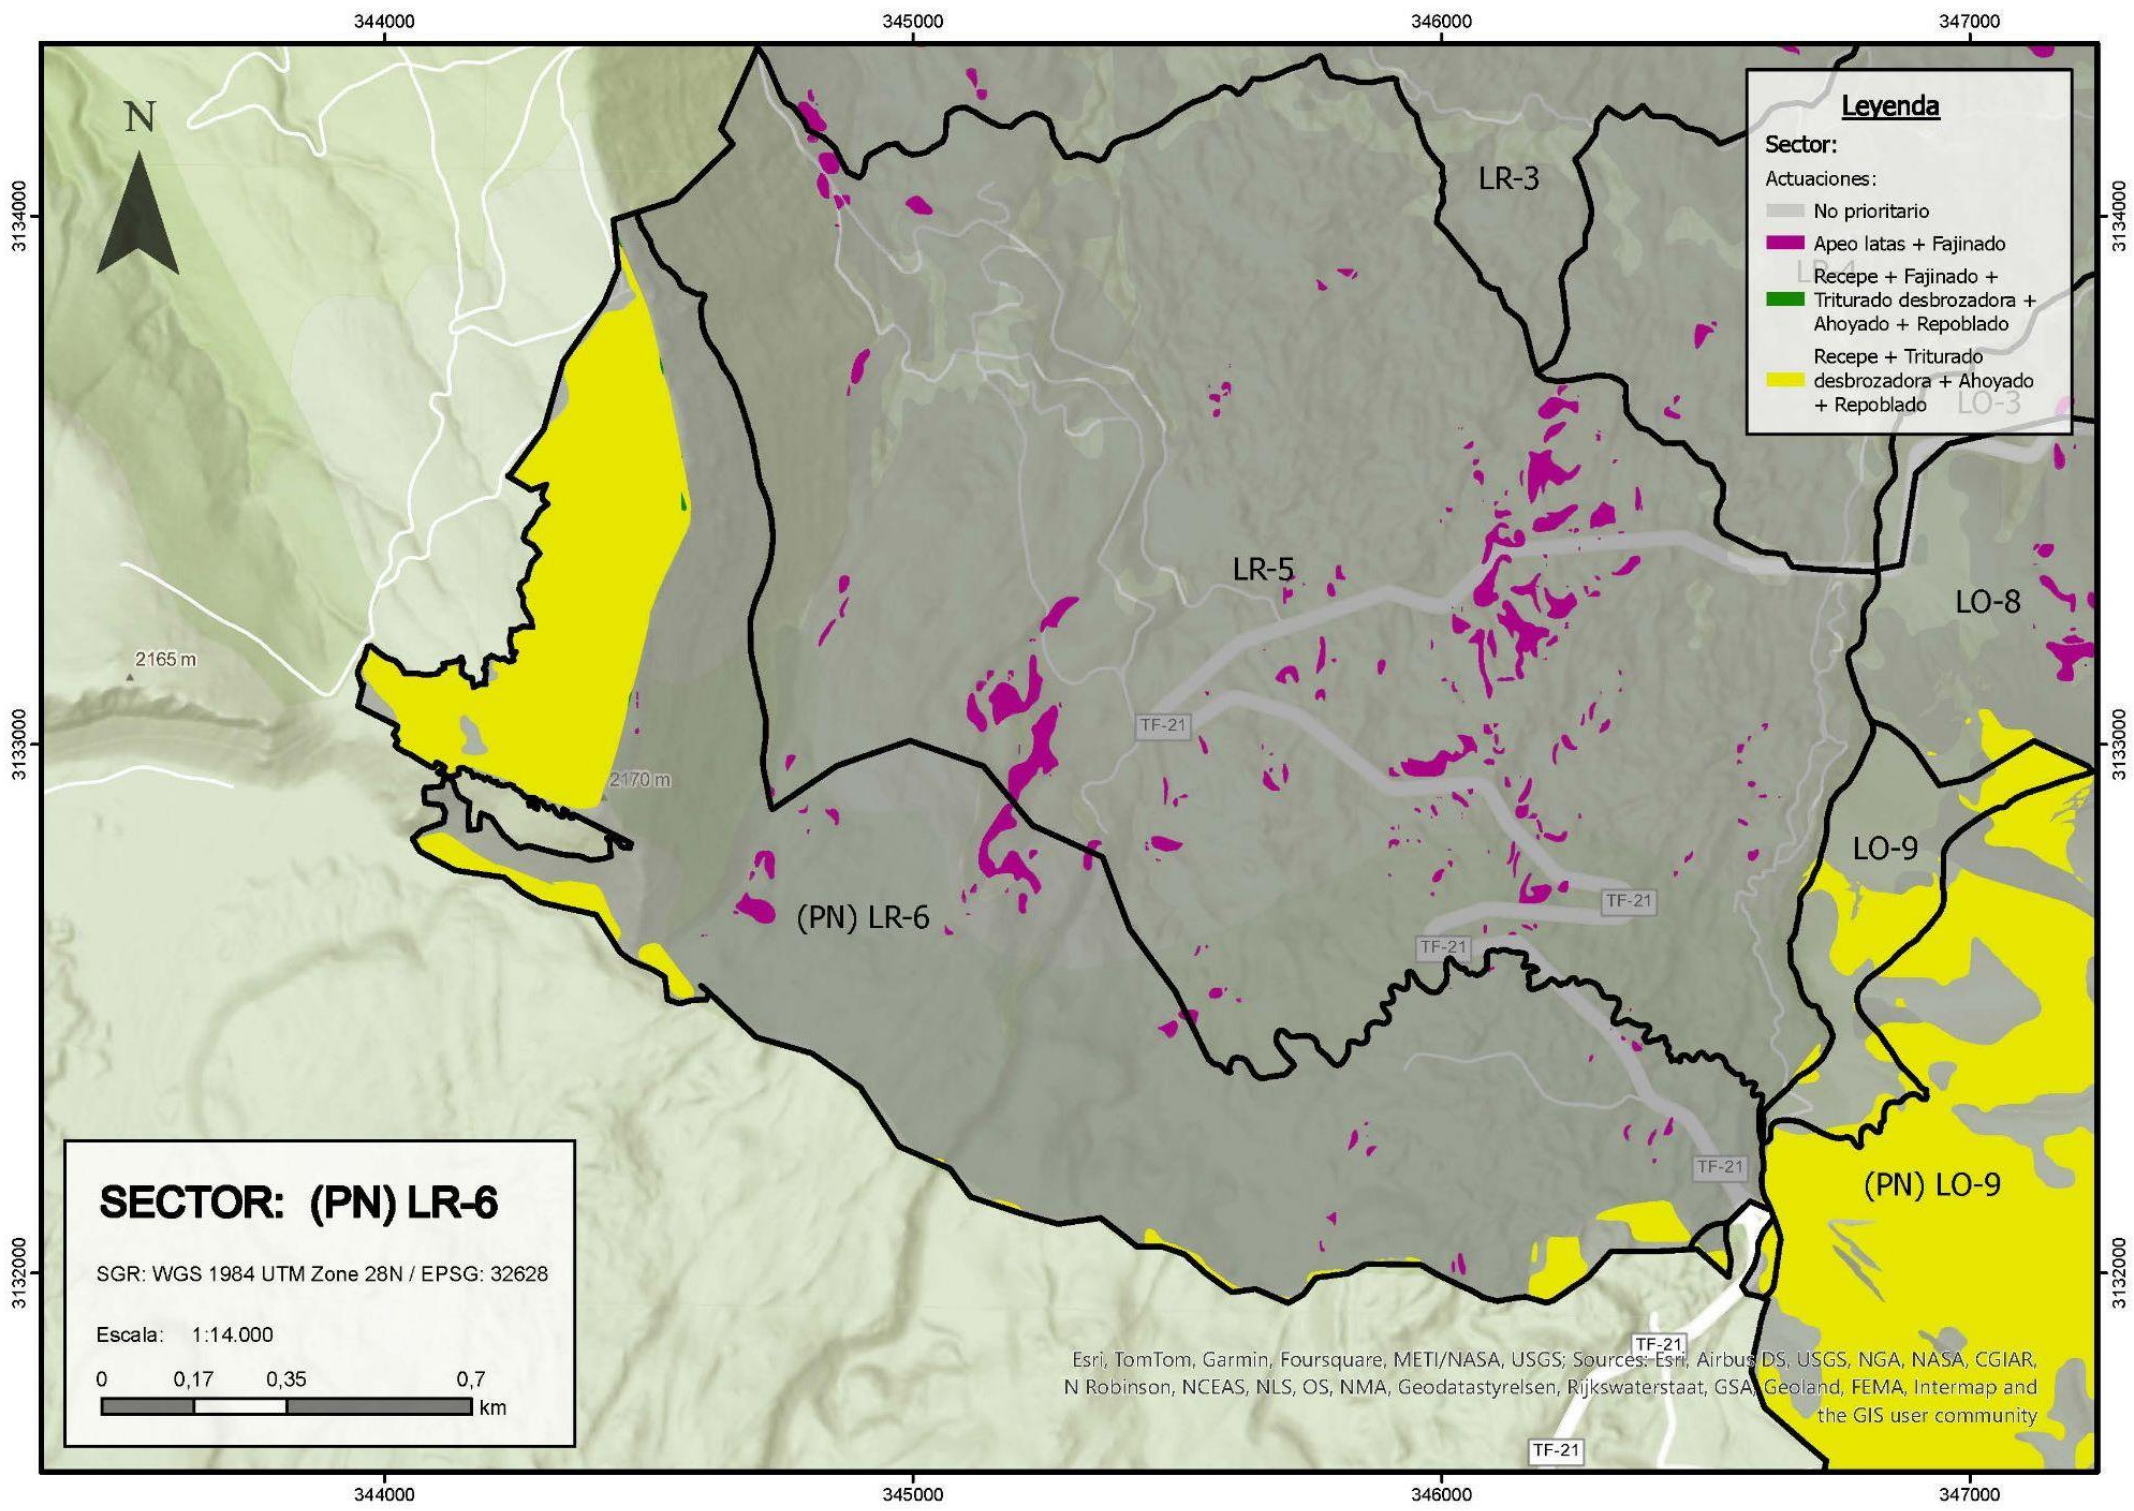 344000
345000
346000
347000
3134000
3133000
3132000
N
Leyenda
Sector:
Actuaciones:
No prioritario
Apeo latas + Fajinado
Recepe + Fajinado +
Triturado desbrozadora +
Ahoyado + Repoblado
Recepe + Triturado
desbrozadora + Ahoyado
+ Repoblado
LR-3
LR-4
LO-3
3134000
3133000
3132000
LR-5
LO-8
2165 m
TF-21
2170 m
LO-9
(PN) LR-6
TF-21
TF-21
TF-21
(PN) LO-9
SECTOR: (PN) LR-6
SGR: WGS 1984 UTM Zone 28N / EPSG: 32628
Escala: 1:14.000
0 0,17 0,35 0,7
km
TF-21
Esri, TomTom, Garmin, Foursquare, METI/NASA, USGS; Sources: Esri, Airbus DS, USGS, NGA, NASA, CGIAR,
N Robinson, NCEAS, NLS, OS, NMA, Geodatastyrelsen, Rijkswaterstaat, GSA, Geoland, FEMA, Intermap and
the GIS user community
TF-21
344000
345000
346000
347000